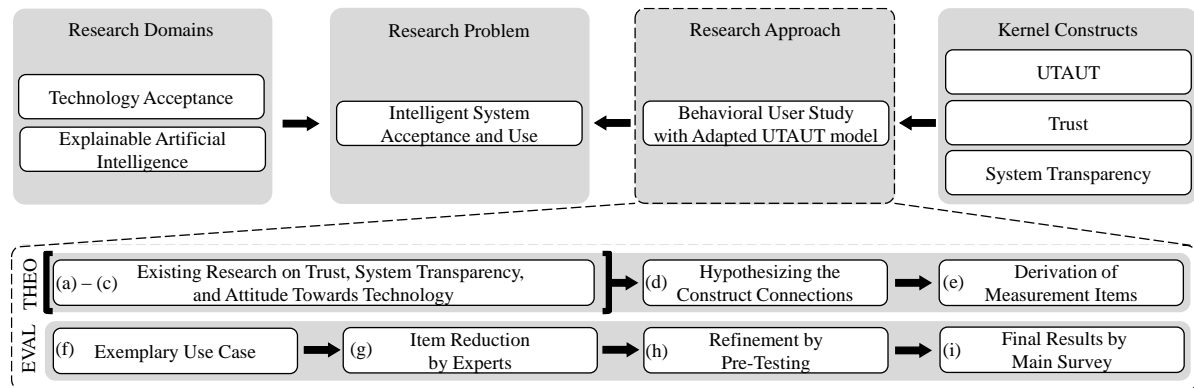 Research Domains
Technology Acceptance
Explainable Artificial
Intelligence
Research Problem
Intelligent System
Acceptance and Use
Research Approach
Behavioral User Study
with Adapted UTAUT model
Kernel Constructs
UTAUT
Trust
System Transparency
THEO
(a) – (c)
Existing Research on Trust, System Transparency,
and Attitude Towards Technology
(d)
Hypothesizing the
Construct Connections
(e)
Derivation of
Measurement Items
EVAL
(f)
Exemplary Use Case
(g)
Item Reduction
by Experts
(h)
Refinement by
Pre-Testing
(i)
Final Results by
Main Survey